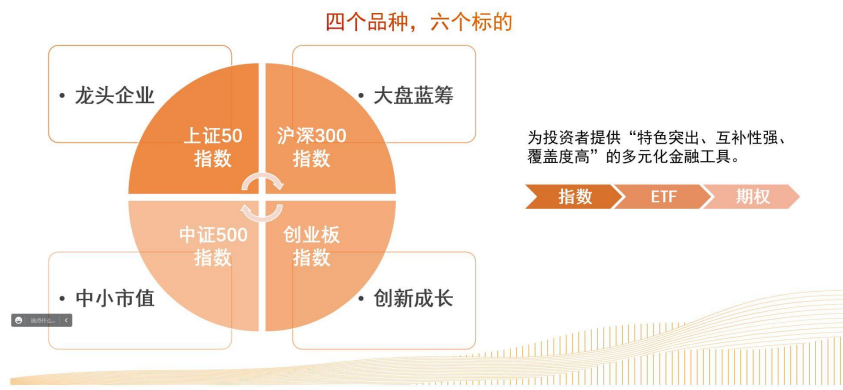 四个品种，六个标的
• 龙头企业
• 大盘蓝筹
上证50
指数
沪深300
指数
中证500
指数
创业板
指数
• 中小市值
• 创新成长
为投资者提供“特色突出、互补性强、
覆盖度高”的多元化金融工具。
指数
ETF
期权